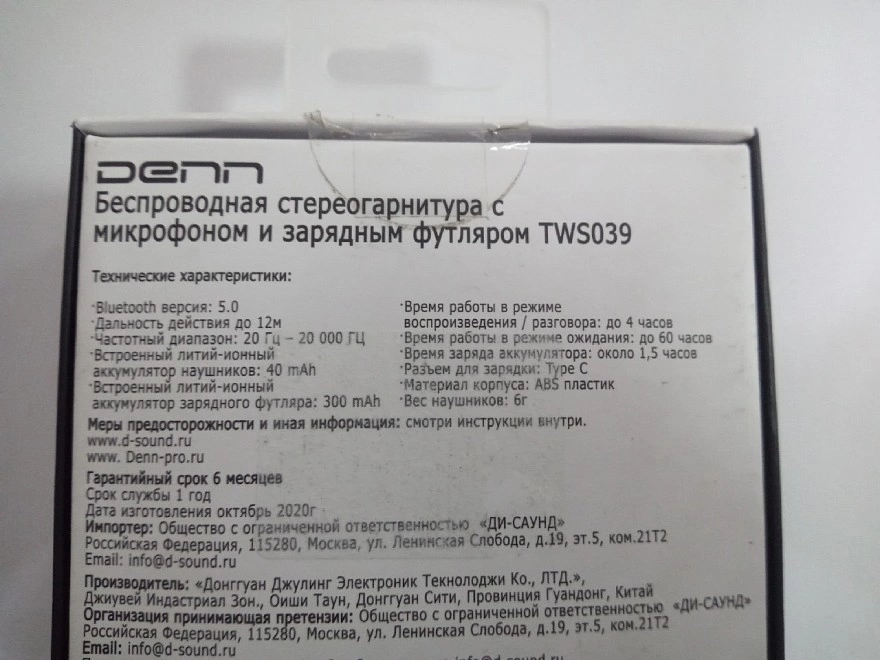 DENN
Беспроводная стереогарнитура с
микрофоном и зарядным футляром TWS039
Технические характеристики:
·Bluetooth версия: 5.0
·Дальность действия до 12м
·Частотный диапазон: 20 Гц – 20 000 ГЦ
·Встроенный литий-ионный
аккумулятор наушников: 40 mAh
·Встроенный литий-ионный
аккумулятор зарядного футляра: 300 mAh
·Время работы в режиме
воспроизведения / разговора: до 4 часов
·Время работы в режиме ожидания: до 60 часов
·Время заряда аккумулятора: около 1,5 часов
·Разъем для зарядки: Type C
·Материал корпуса: ABS пластик
·Вес наушников: 6г
Меры предосторожности и иная информация: смотри инструкции внутри.
www.d-sound.ru
www. Denn-pro.ru
Гарантийный срок 6 месяцев
Срок службы 1 год
Дата изготовления октябрь 2020г
Импортер: Общество с ограниченной ответственностью «ДИ-САУНД»
Российская Федерация, 115280, Москва, ул. Ленинская Слобода, д.19, эт.5, ком.21Т2
Email: info@d-sound.ru
Производитель: «Донггуан Джулинг Электроник Текнолоджи Ко., ЛТД.»,
Джиувей Индастриал Зон., Оиши Таун, Донггуан Сити, Провинция Гуандонг, Китай
Организация принимающая претензии: Общество с ограниченной ответственностью «ДИ-САУНД»
Российская Федерация, 115280, Москва, ул. Ленинская Слобода, д.19, эт.5, ком.21Т2
Email: info@d-sound.ru